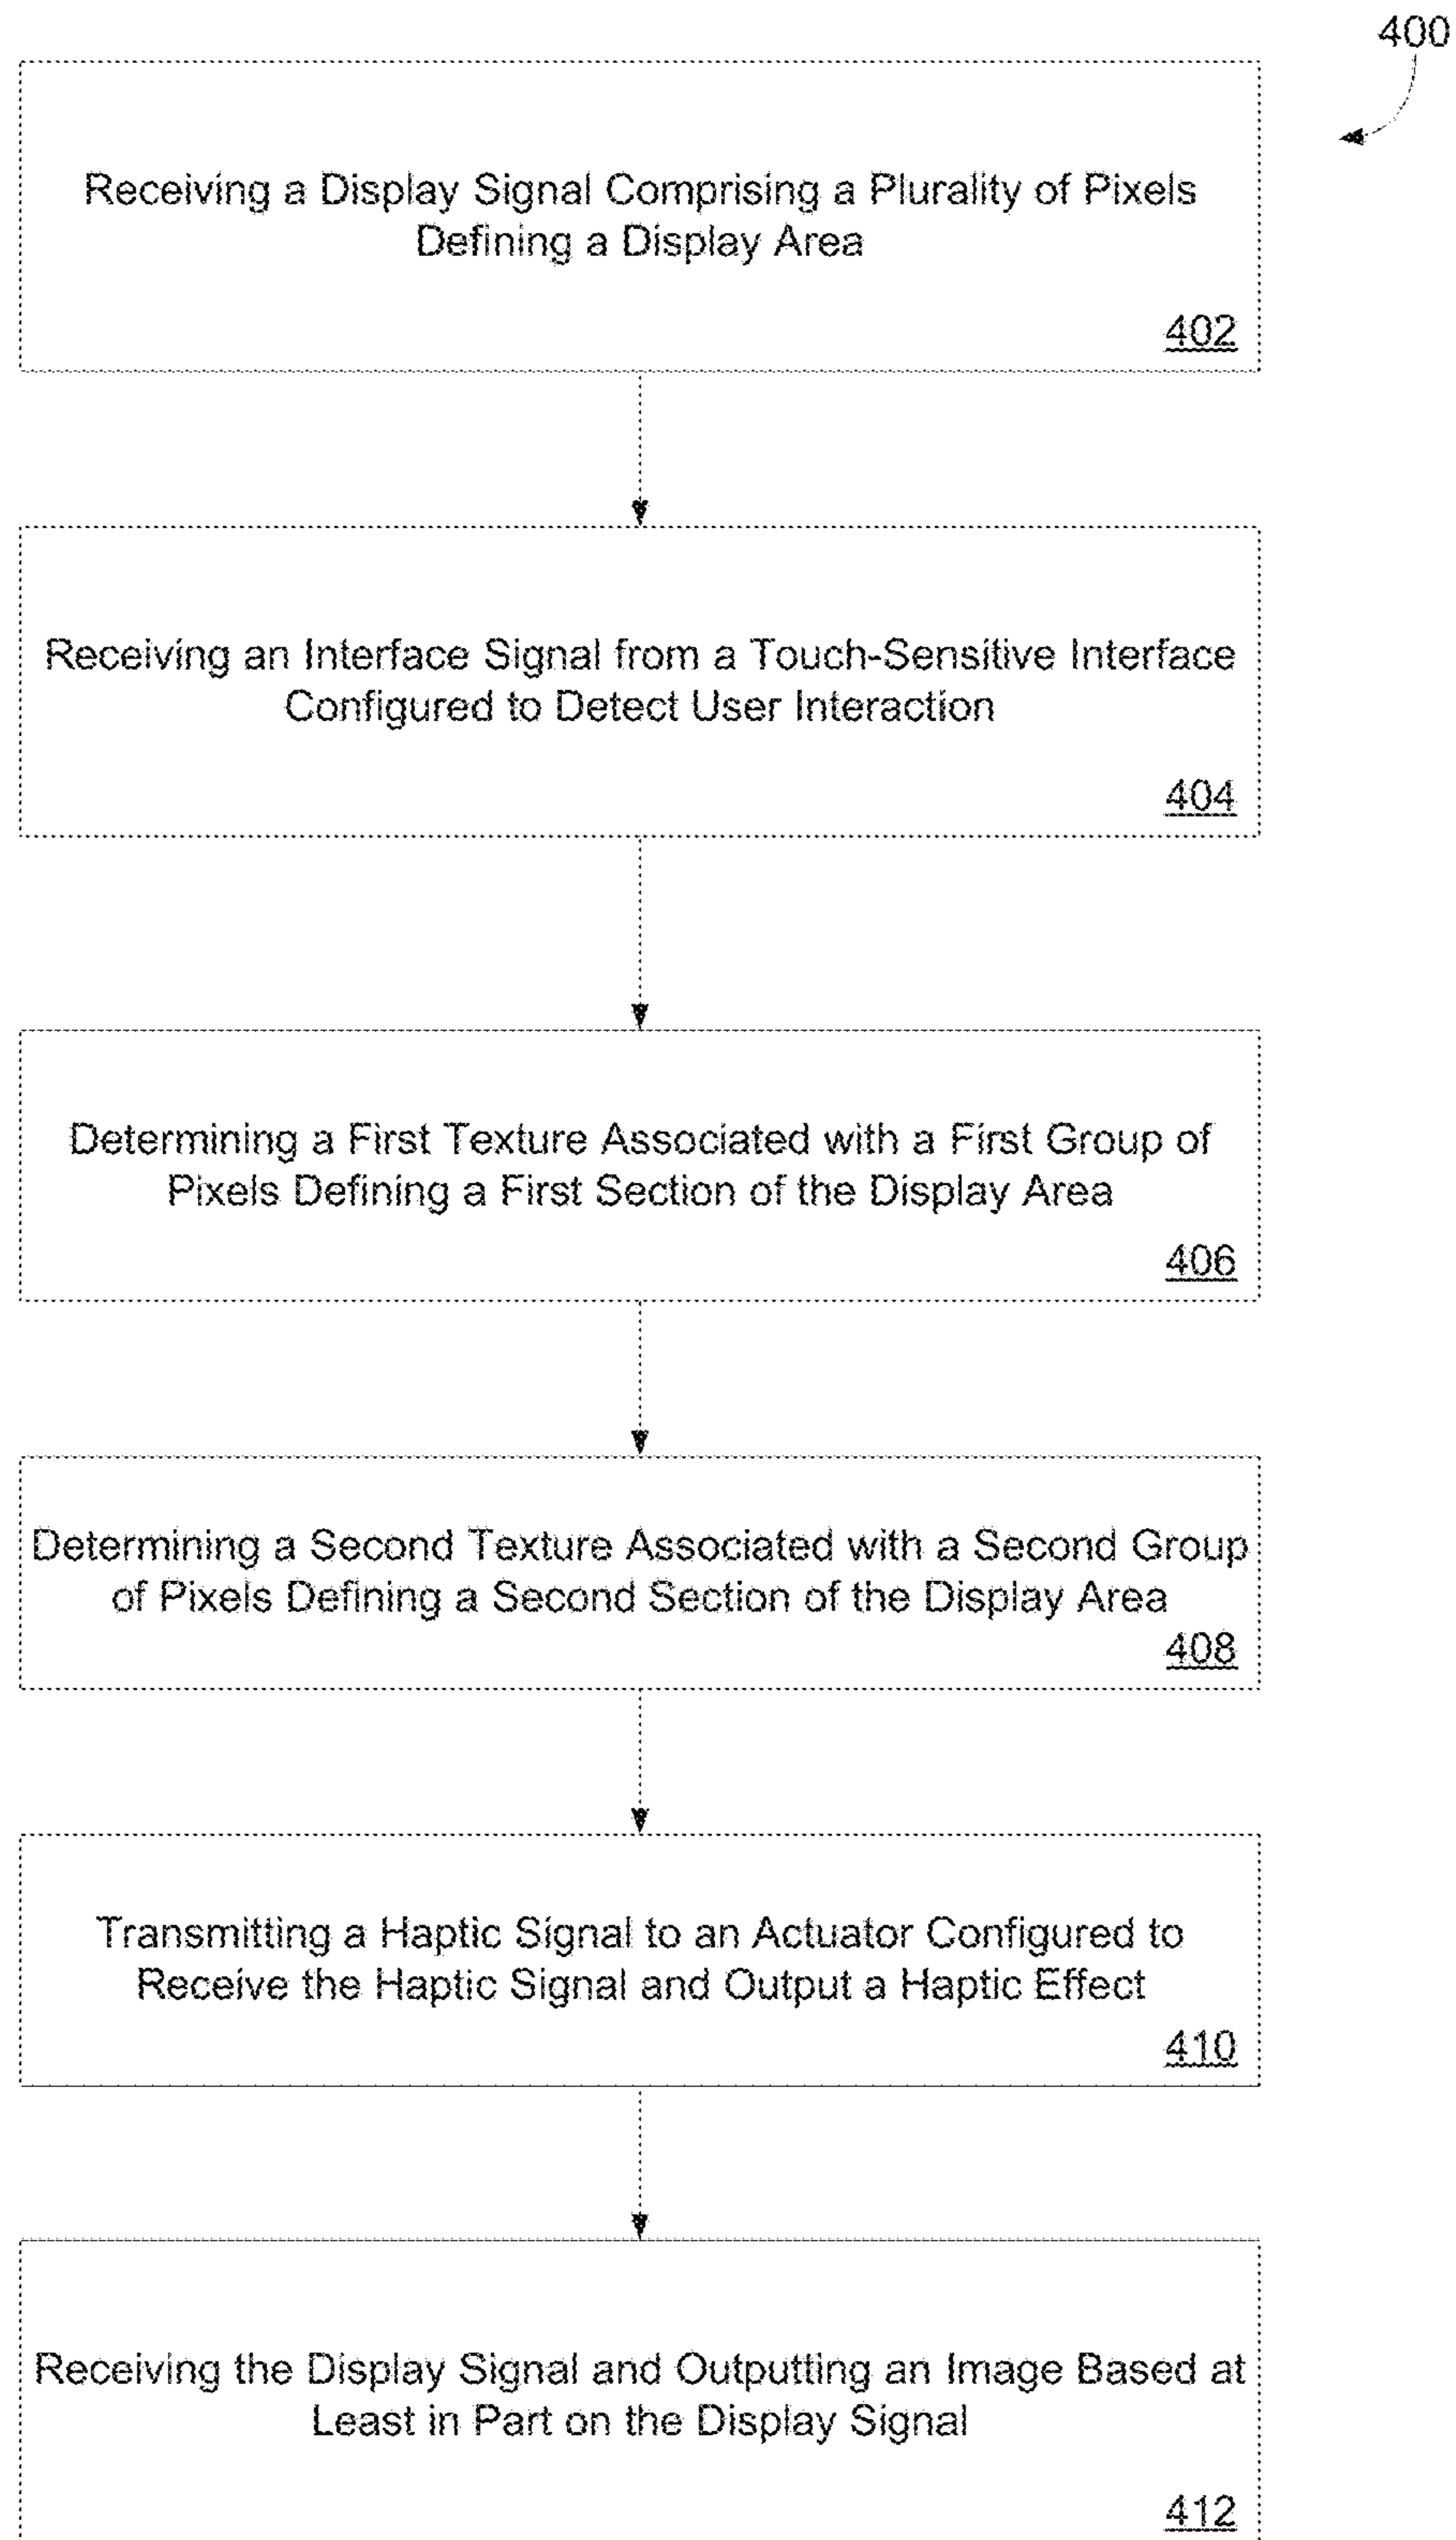 400
Receiving a Display Signal Comprising a Plurality of Pixels
Defining a Display Area
402
Receiving an Interface Signal from a Touch-Sensitive Interface
Configured to Detect User Interaction
404
Determining a First Texture Associated with a First Group of
Pixels Defining a First Section of the Display Area
406
Determining a Second Texture Associated with a Second Group
of Pixels Defining a Second Section of the Display Area
408
Transmitting a Haptic Signal to an Actuator Configured to
Receive the Haptic Signal and Output a Haptic Effect
410
Receiving the Display Signal and Outputting an Image Based at
Least in Part on the Display Signal
412